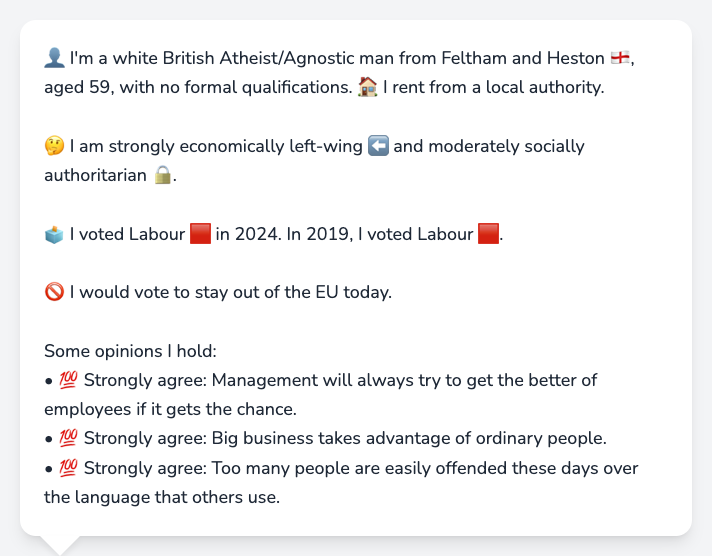 👤 I'm a white British Atheist/Agnostic man from Feltham and Heston 🏴󠁧󠁢󠁥󠁮󠁧󠁿,
aged 59, with no formal qualifications. 🏠 I rent from a local authority.
🤔 I am strongly economically left-wing ⬅️ and moderately socially
authoritarian 🔒.
🗳️ I voted Labour 🟥 in 2024. In 2019, I voted Labour 🟥.
🚫 I would vote to stay out of the EU today.
Some opinions I hold:
• 💯 Strongly agree: Management will always try to get the better of
employees if it gets the chance.
• 💯 Strongly agree: Big business takes advantage of ordinary people.
• 💯 Strongly agree: Too many people are easily offended these days over
the language that others use.